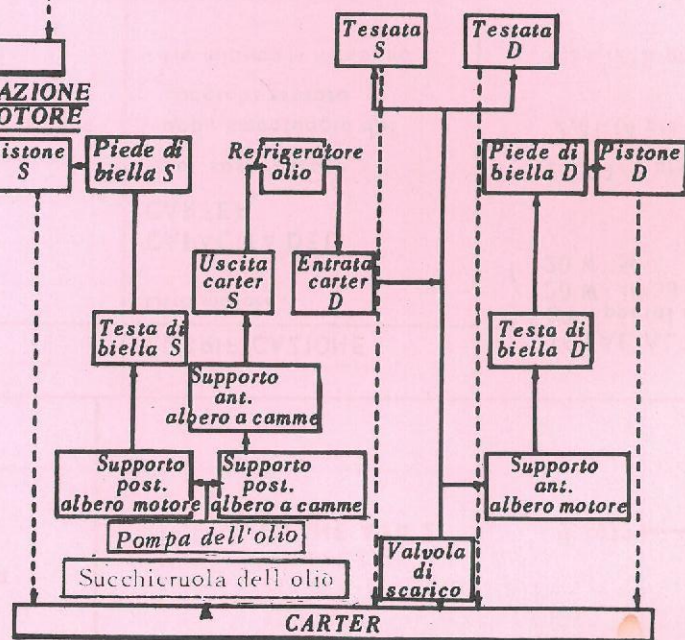 Testata
S
Testata
D
AZIONE
OTORE
istone
S
Piede di
biella S
Refrigeratore
olio
Piede di
biella D
Pistone
D
Uscita
carter
S
Entrata
carter
D
Testa di
biella S
Testa di
biella D
Supporto
ant.
albero a camme
Supporto
post.
albero motore
Supporto
post.
albero a camme
Supporto
ant.
albero motore
Pompa dell'olio
Valvola
di
scarico
Succhieruola dell'olio
CARTER